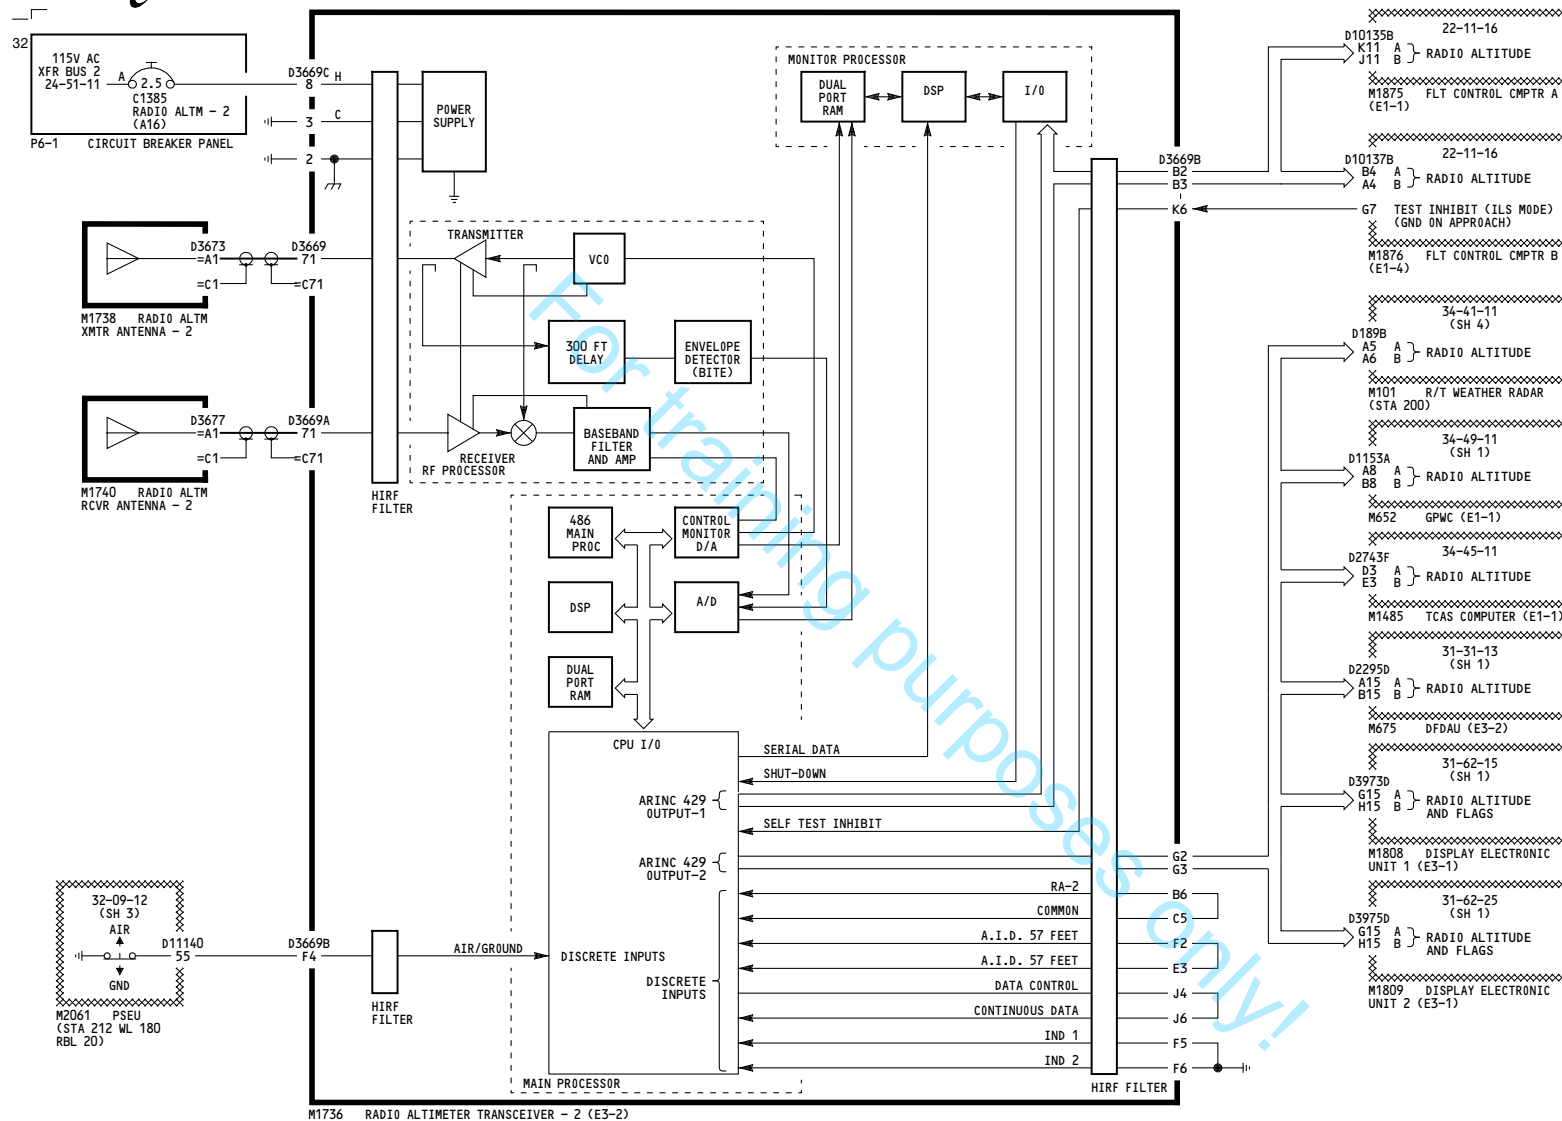 32
115V AC
XFR BUS 2
24-51-11
A
2.5
C1385
RADIO ALTM - 2
(A16)
P6-1 CIRCUIT BREAKER PANEL
D3669C
8 H
3 C
2
HIRF
FILTER
POWER
SUPPLY
D3673
=A1
=C1
D3669
71
=C71
M1738 RADIO ALTM
XMTR ANTENNA - 2
D3677
=A1
=C1
D3669A
71
=C71
M1740 RADIO ALTM
RCVR ANTENNA - 2
TRANSMITTER
VCO
300 FT
DELAY
ENVELOPE
DETECTOR
(BITE)
BASEBAND
FILTER
AND AMP
RECEIVER
RF PROCESSOR
MONITOR PROCESSOR
DUAL
PORT
RAM
DSP
I/O
486
MAIN
PROC
CONTROL
MONITOR
D/A
DSP
A/D
DUAL
PORT
RAM
CPU I/O
SERIAL DATA
SHUT-DOWN
ARINC 429
OUTPUT-1
SELF TEST INHIBIT
ARINC 429
OUTPUT-2
RA-2
COMMON
A.I.D. 57 FEET
A.I.D. 57 FEET
DATA CONTROL
CONTINUOUS DATA
IND 1
IND 2
DISCRETE
INPUTS
AIR/GROUND
DISCRETE INPUTS
MAIN PROCESSOR
HIRF FILTER
32-09-12
(SH 3)
AIR
GND
D11140
55
D3669B
F4
HIRF
FILTER
M2061 PSEU
(STA 212 WL 180
RBL 20)
M1736 RADIO ALTIMETER TRANSCEIVER - 2 (E3-2)
D3669B
B2
B3
K6
G2
G3
B6
C5
F2
E3
J4
J6
F5
F6
22-11-16
D10135B
K11 A
J11 B
RADIO ALTITUDE
M1875 FLT CONTROL CMPTR A
(E1-1)
22-11-16
D10137B
B4 A
A4 B
RADIO ALTITUDE
G7 TEST INHIBIT (ILS MODE)
(GND ON APPROACH)
M1876 FLT CONTROL CMPTR B
(E1-4)
34-41-11
(SH 4)
D189B
A5 A
A6 B
RADIO ALTITUDE
M101 R/T WEATHER RADAR
(STA 200)
34-49-11
(SH 1)
D1153A
A8 A
B8 B
RADIO ALTITUDE
M652 GPWC (E1-1)
34-45-11
D2743F
D3 A
E3 B
RADIO ALTITUDE
M1485 TCAS COMPUTER (E1-1)
31-31-13
(SH 1)
D2295D
A15 A
B15 B
RADIO ALTITUDE
M675 DFDAU (E3-2)
31-62-15
(SH 1)
D3973D
G15 A
H15 B
RADIO ALTITUDE
AND FLAGS
M1808 DISPLAY ELECTRONIC
UNIT 1 (E3-1)
31-62-25
(SH 1)
D3975D
G15 A
H15 B
RADIO ALTITUDE
AND FLAGS
M1809 DISPLAY ELECTRONIC
UNIT 2 (E3-1)
For training purposes only!